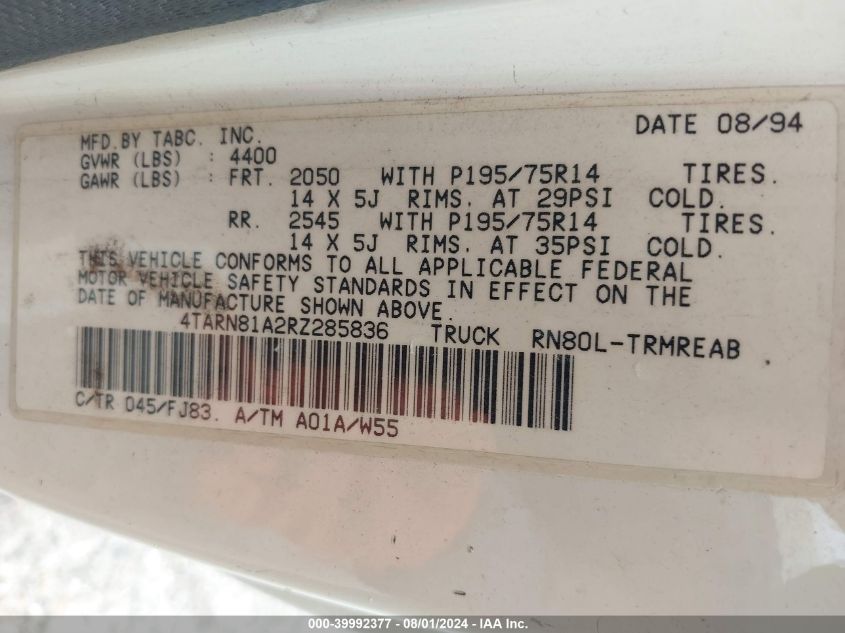 DATE 08/94
MFD.BY TABC. INC.
GVWR (LBS) : 4400
GAWR (LBS) : FRT. 2050 WITH P195/75R14 TIRES.
14 X 5J RIMS. AT 29PSI COLD.
RR. 2545 WITH P195/75R14 TIRES.
14 X 5J RIMS. AT 35PSI COLD.
THIS VEHICLE CONFORMS TO ALL APPLICABLE FEDERAL
MOTOR VEHICLE SAFETY STANDARDS IN EFFECT ON THE
DATE OF MANUFACTURE SHOWN ABOVE.
4TARN81A2RZ285836 TRUCK RN80L-TRMREAB
C/TR 045/FJ83. A/TM A01A/W55
000-39992377 - 08/01/2024 - IAA Inc.